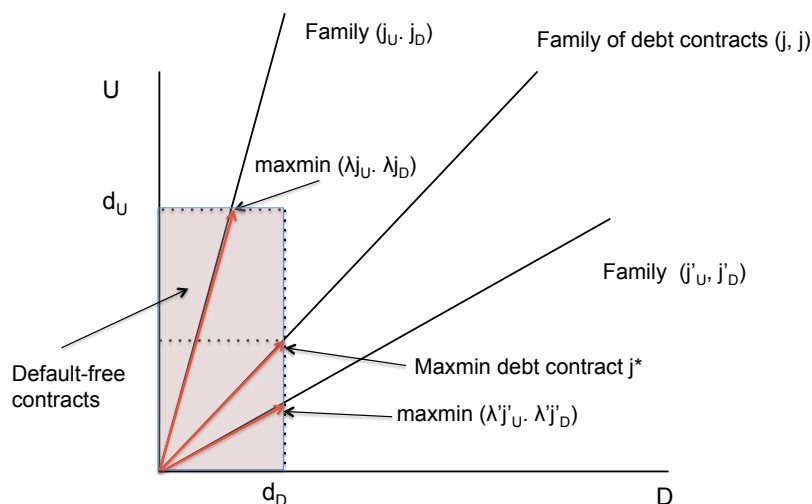 Family (jU. jD)
Family of debt contracts (j, j)
U
maxmin (λjU. λjD)
dU
Family (j'U, j'D)
Default-free
contracts
Maxmin debt contract j*
maxmin (λ'j'U. λ'j'D)
dD
D